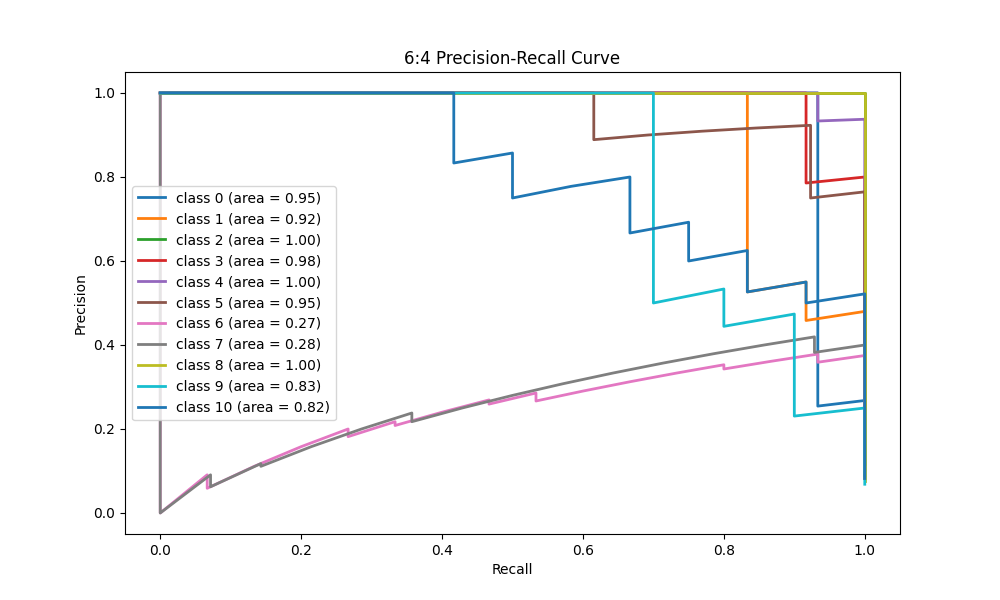 6:4 Precision-Recall Curve
Precision
1.0
0.8
0.6
0.4
0.2
0.0
class 0 (area = 0.95)
class 1 (area = 0.92)
class 2 (area = 1.00)
class 3 (area = 0.98)
class 4 (area = 1.00)
class 5 (area = 0.95)
class 6 (area = 0.27)
class 7 (area = 0.28)
class 8 (area = 1.00)
class 9 (area = 0.83)
class 10 (area = 0.82)
0.0 0.2 0.4 0.6 0.8 1.0
Recall